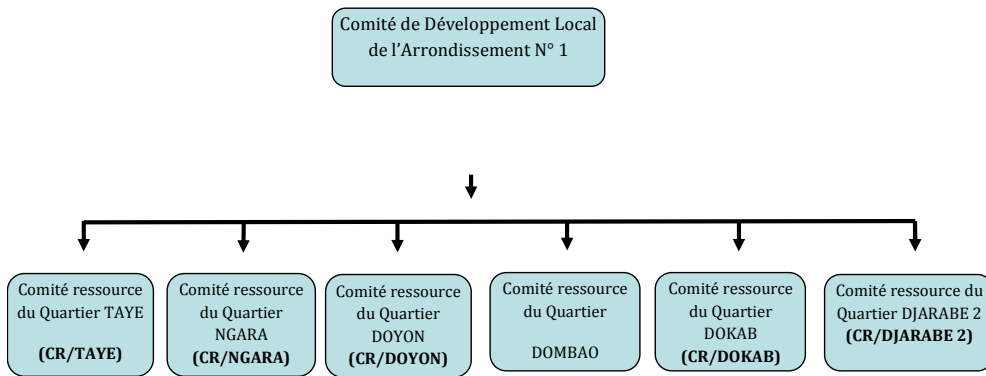 Comité de Développement Local
de l'Arrondissement N° 1
Comité ressource
du Quartier TAYE
(CR/TAYE)
Comité ressource
du Quartier
NGARA
(CR/NGARA)
Comité ressource
du Quartier
DOYON
(CR/DOYON)
Comité ressource
du Quartier
DOMBAO
Comité ressource
du Quartier
DOKAB
(CR/DOKAB)
Comité ressource du
Quartier DJARABE 2
(CR/DJARABE 2)